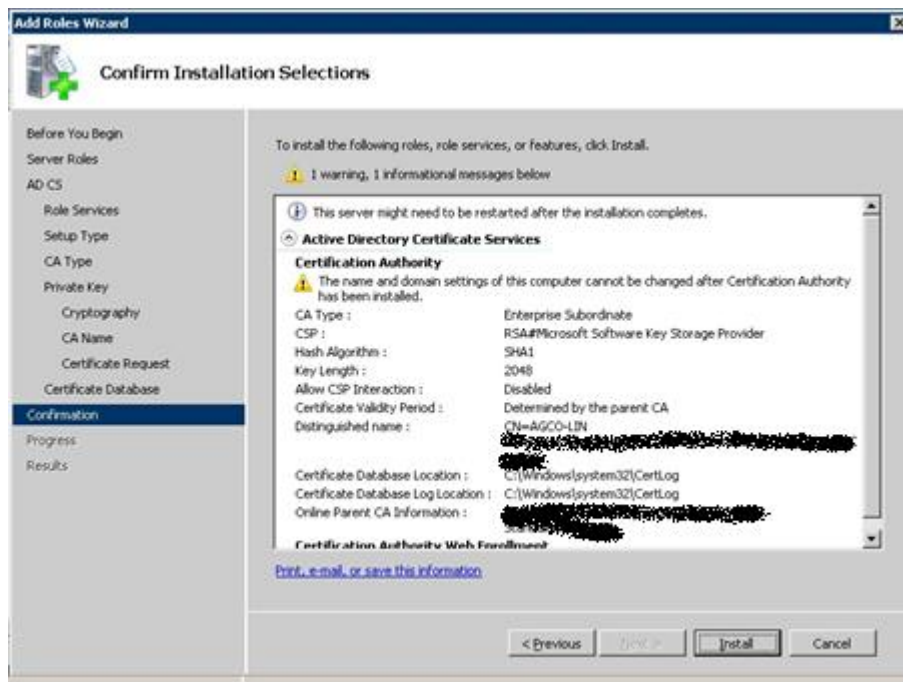 Add Roles Wizard
Confirm Installation Selections
Before You Begin
Server Roles
AD CS
Role Services
Setup Type
CA Type
Private Key
Cryptography
CA Name
Certificate Request
Certificate Database
Confirmation
Progress
Results
To install the following roles, role services, or features, click Install.
1 warning, 1 informational messages below
This server might need to be restarted after the installation completes.
Active Directory Certificate Services
Certification Authority
The name and domain settings of this computer cannot be changed after Certification Authority
has been installed.
CA Type : Enterprise Subordinate
CSP : RSA#Microsoft Software Key Storage Provider
Hash Algorithm : SHA1
Key Length : 2048
Allow CSP Interaction : Disabled
Certificate Validity Period : Determined by the parent CA
Distinguished name : CN=AGCO-LIN
Certificate Database Location : C:\Windows\system32\CertLog
Certificate Database Log Location : C:\Windows\system32\CertLog
Online Parent CA Information :
Certification Authority Web Enrollment
Print, e-mail, or save this information
< Previous
Next >
Install
Cancel